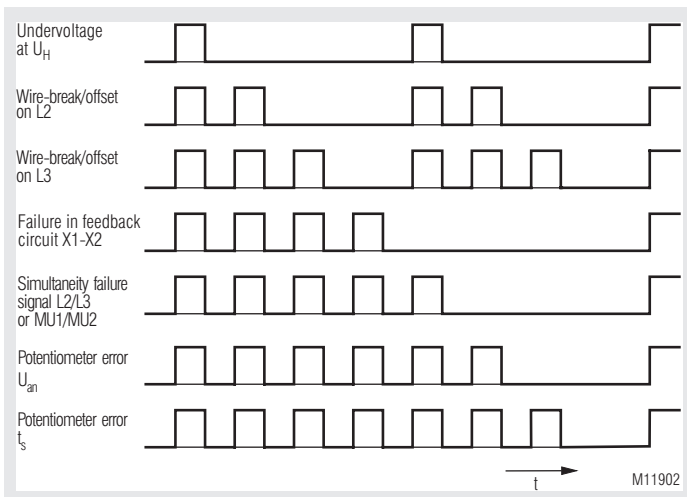 Undervoltage
at U_H
Wire-break/offset
on L2
Wire-break/offset
on L3
Failure in feedback
circuit X1-X2
Simultaneity failure
signal L2/L3
or MU1/MU2
Potentiometer error
U_an
Potentiometer error
t_s
t
M11902